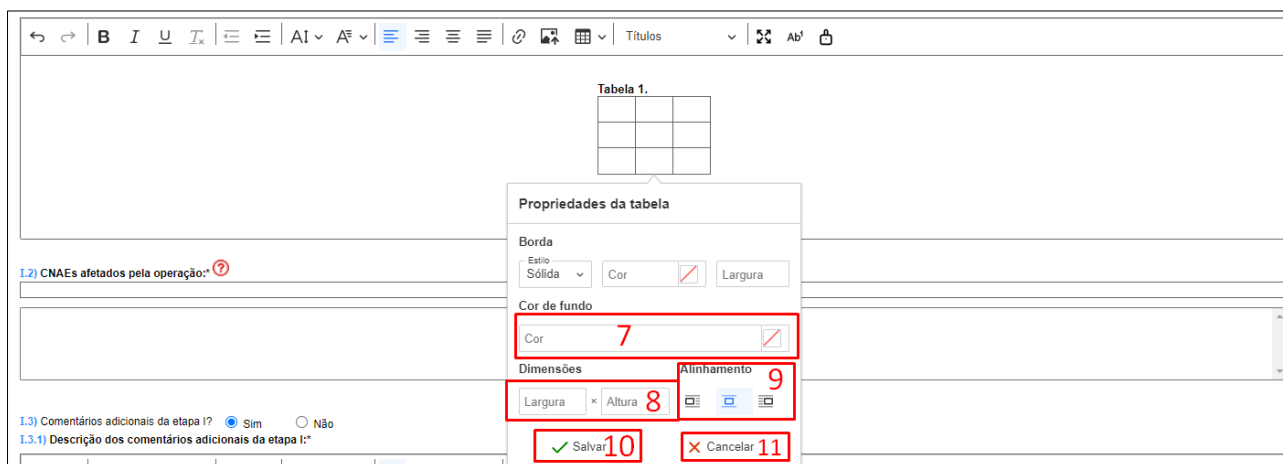 B I U Tx AI A Títulos Ab¹
Tabela 1.
Propriedades da tabela
Borda
Estilo
Sólida Cor Largura
I.2) CNAEs afetados pela operação:* ?
Cor de fundo
Cor 7
Dimensões Alinhamento
Largura × Altura 8 9
I.3) Comentários adicionais da etapa I? Sim Não
I.3.1) Descrição dos comentários adicionais da etapa I:*
Salvar 10 Cancelar 11